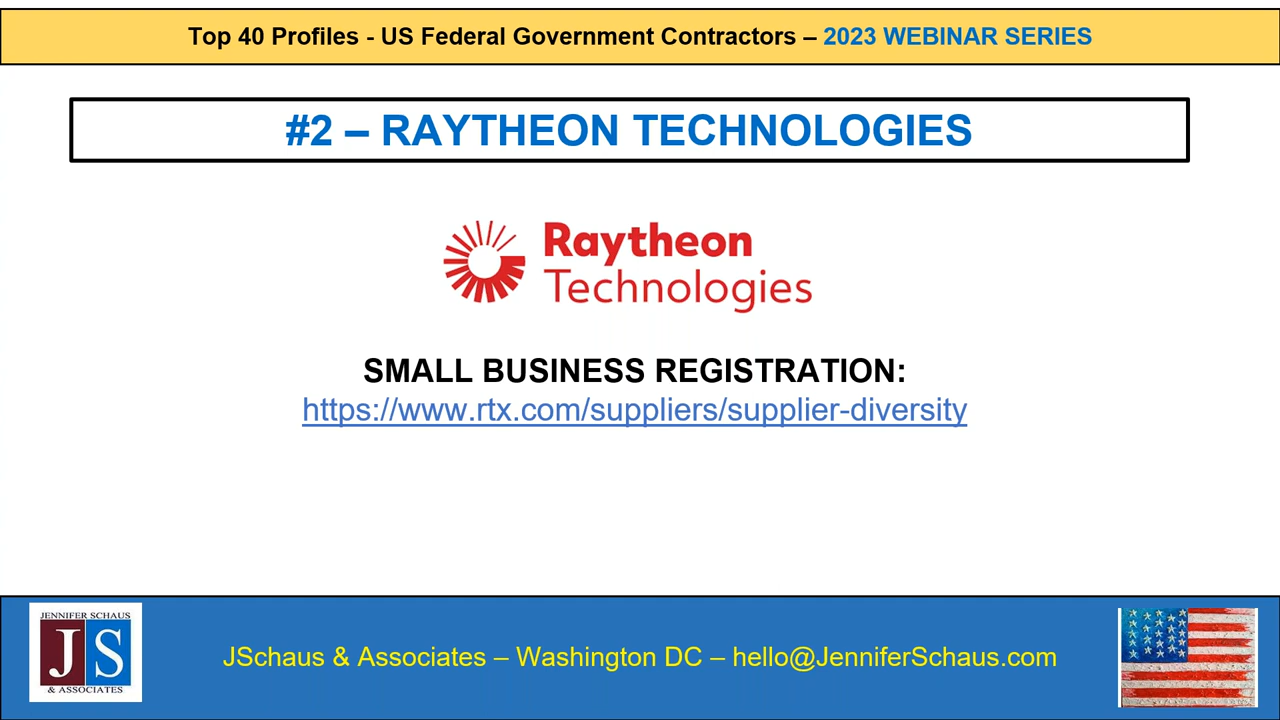 Top 40 Profiles - US Federal Government Contractors – 2023 WEBINAR SERIES
#2 – RAYTHEON TECHNOLOGIES
Raytheon
Technologies
SMALL BUSINESS REGISTRATION:
https://www.rtx.com/suppliers/supplier-diversity
JENNIFER SCHAUS
JS
& ASSOCIATES
JSchaus & Associates – Washington DC – hello@JenniferSchaus.com